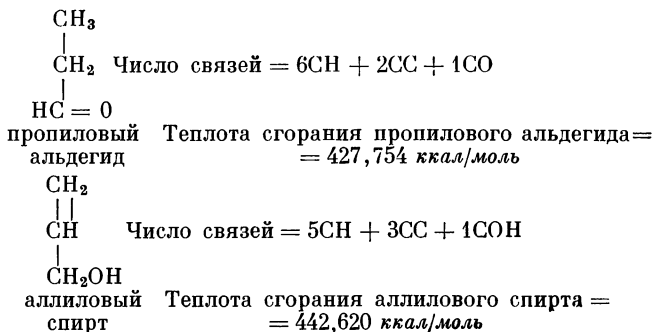 CH₃
|
CH₂ Число связей = 6CH + 2CC + 1CO
|
HC = O
пропиловый Теплота сгорания пропилового альдегида=
альдегид = 427,754 ккал/моль
CH₂
||
CH Число связей = 5CH + 3CC + 1COH
|
CH₂OH
аллиловый Теплота сгорания аллилового спирта =
спирт = 442,620 ккал/моль